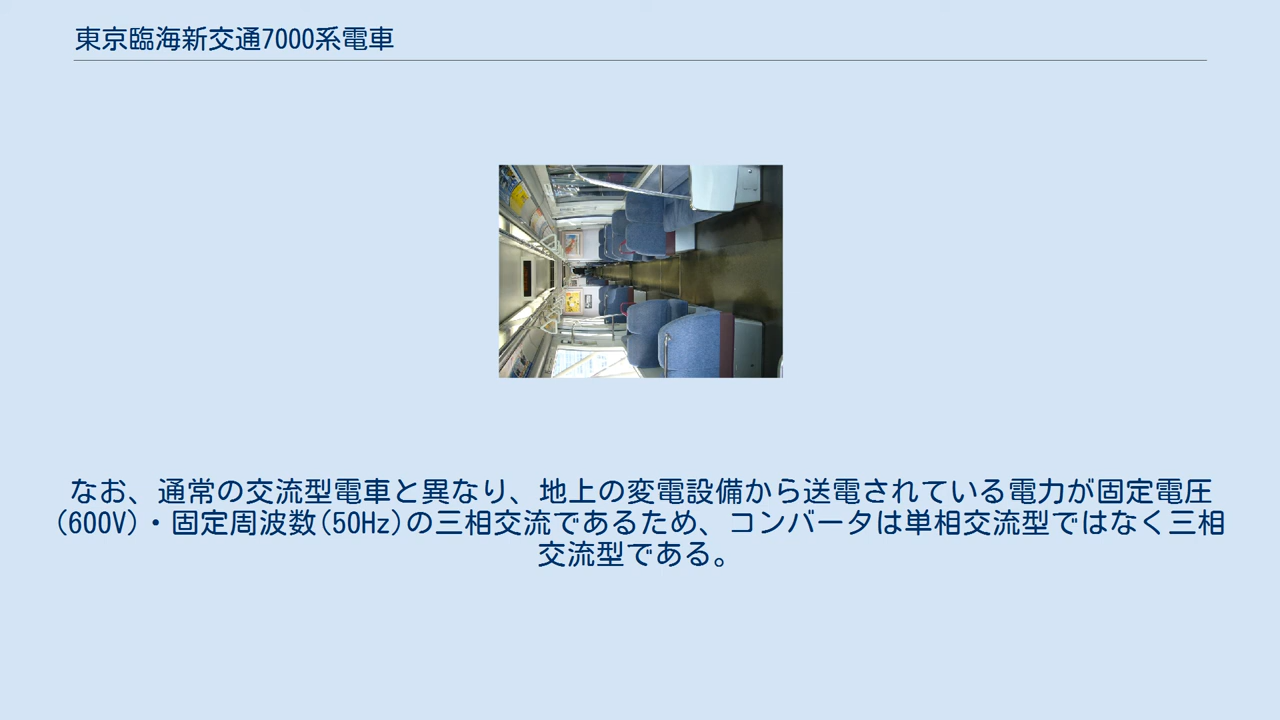 東京臨海新交通7000系電車
なお、通常の交流型電車と異なり、地上の変電設備から送電されている電力が固定電圧
(600V)・固定周波数(50Hz)の三相交流であるため、コンバータは単相交流型ではなく三相
交流型である。